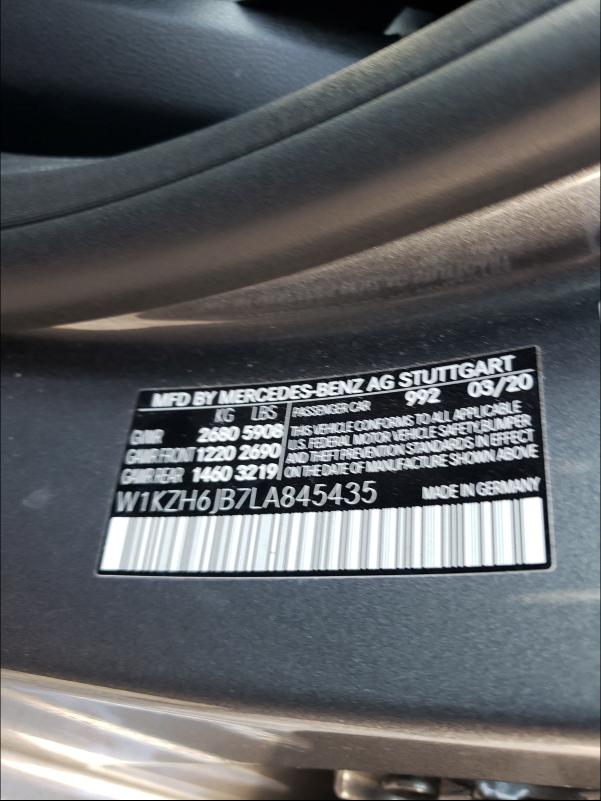 MFD BY MERCEDES-BENZ AG STUTTGART
KG LBS
GVWR 2680 5908
GAWR FRONT 1220 2690
GAWR REAR 1460 3219
PASSENGER CAR 992 03/20
THIS VEHICLE CONFORMS TO ALL APPLICABLE
U.S. FEDERAL MOTOR VEHICLE SAFETY, BUMPER
AND THEFT PREVENTION STANDARDS IN EFFECT
ON THE DATE OF MANUFACTURE SHOWN ABOVE.
W1KZH6JB7LA845435 MADE IN GERMANY